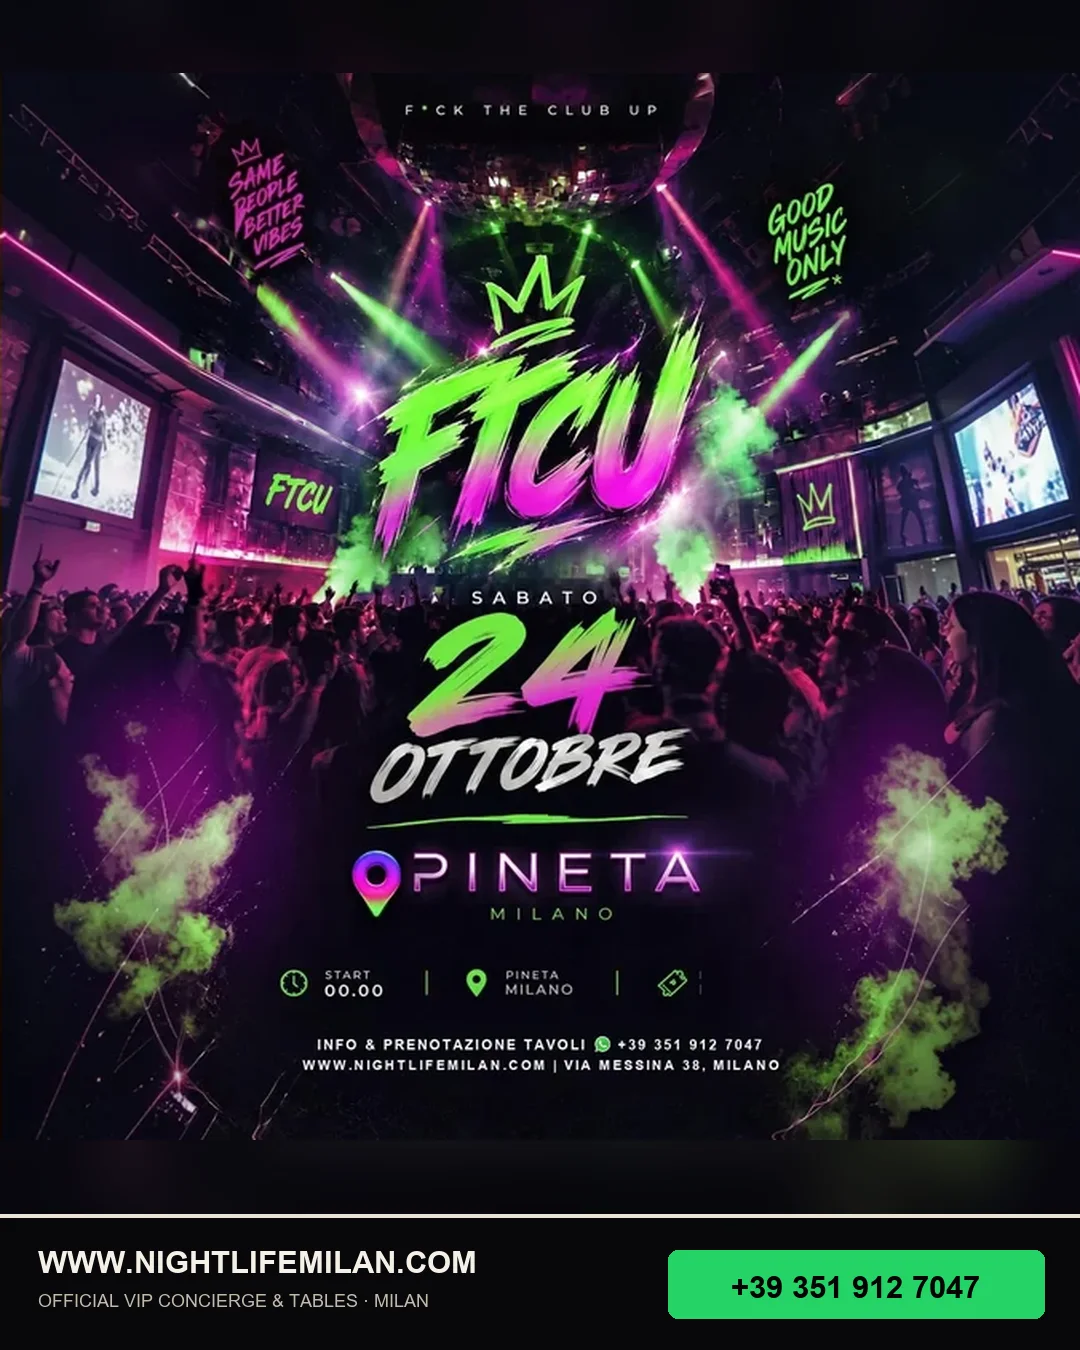 F*CK THE CLUB UP
SAME
PEOPLE
BETTER
VIBES
GOOD
MUSIC
ONLY
*
FTCU
FTCU
SABATO
24
OTTOBRE
PINETA
MILANO
START
00.00
PINETA
MILANO
INFO & PRENOTAZIONE TAVOLI +39 351 912 7047
WWW.NIGHTLIFEMILAN.COM | VIA MESSINA 38, MILANO
WWW.NIGHTLIFEMILAN.COM
OFFICIAL VIP CONCIERGE & TABLES · MILAN
+39 351 912 7047